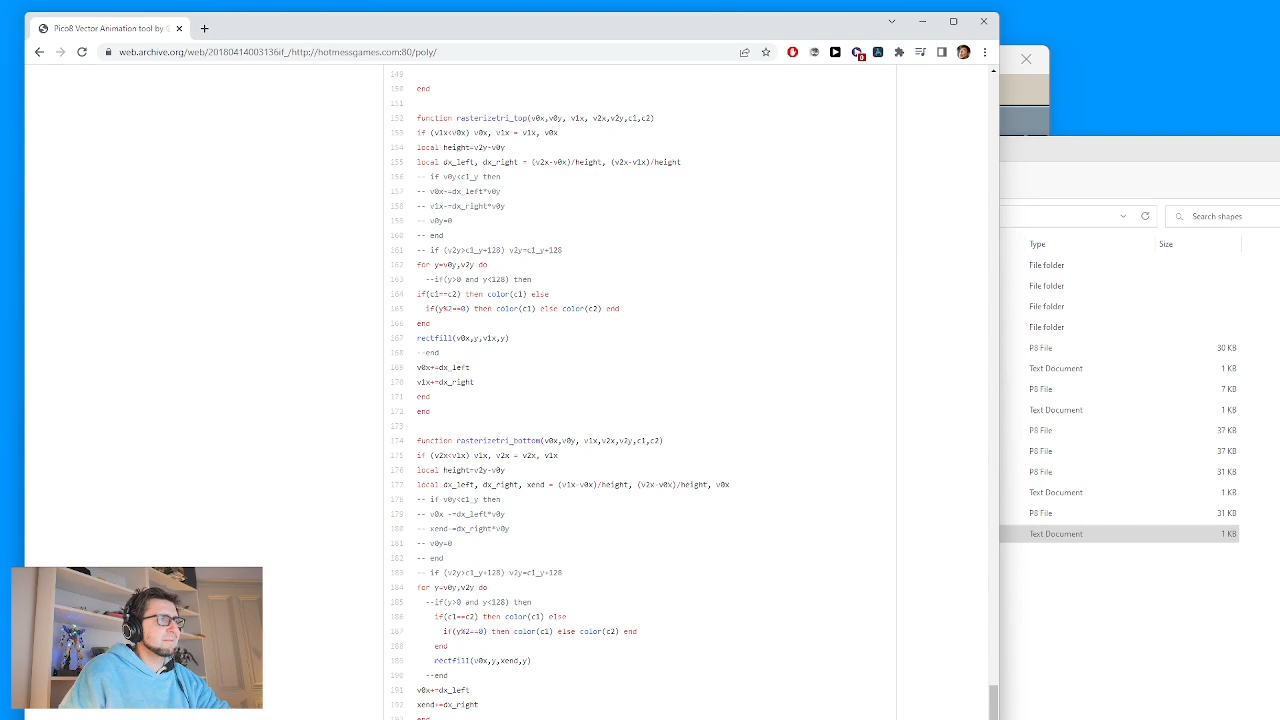 Pico8 Vector Animation tool by
web.archive.org/web/20180414003136if_/http://hotmessgames.com:80/poly/
149
150 end
151
152 function rasterizetri_top(v0x,v0y, v1x, v2x,v2y,c1,c2)
153 if (v1x<v0x) v0x, v1x = v1x, v0x
154 local height=v2y-v0y
155 local dx_left, dx_right = (v2x-v0x)/height, (v2x-v1x)/height
156 -- if v0y<c1_y then
157 -- v0x-=dx_left*v0y
158 -- v1x-=dx_right*v0y
159 -- v0y=0
160 -- end
161 -- if (v2y>c1_y+128) v2y=c1_y+128
162 for y=v0y,v2y do
163 --if(y>0 and y<128) then
164 if(c1==c2) then color(c1) else
165 if(y%2==0) then color(c1) else color(c2) end
166 end
167 rectfill(v0x,y,v1x,y)
168 --end
169 v0x+=dx_left
170 v1x+=dx_right
171 end
172 end
173
174 function rasterizetri_bottom(v0x,v0y, v1x,v2x,v2y,c1,c2)
175 if (v2x<v1x) v1x, v2x = v2x, v1x
176 local height=v2y-v0y
177 local dx_left, dx_right, xend = (v1x-v0x)/height, (v2x-v0x)/height, v0x
178 -- if v0y<c1_y then
179 -- v0x -=dx_left*v0y
180 -- xend-=dx_right*v0y
181 -- v0y=0
182 -- end
183 -- if (v2y>c1_y+128) v2y=c1_y+128
184 for y=v0y,v2y do
185 --if(y>0 and y<128) then
186 if(c1==c2) then color(c1) else
187 if(y%2==0) then color(c1) else color(c2) end
188 end
189 rectfill(v0x,y,xend,y)
190 --end
191 v0x+=dx_left
192 xend+=dx_right
193 end
Search shapes
Type Size
File folder
File folder
File folder
File folder
P8 File 30 KB
Text Document 1 KB
P8 File 7 KB
Text Document 1 KB
P8 File 37 KB
P8 File 37 KB
P8 File 31 KB
Text Document 1 KB
P8 File 31 KB
Text Document 1 KB